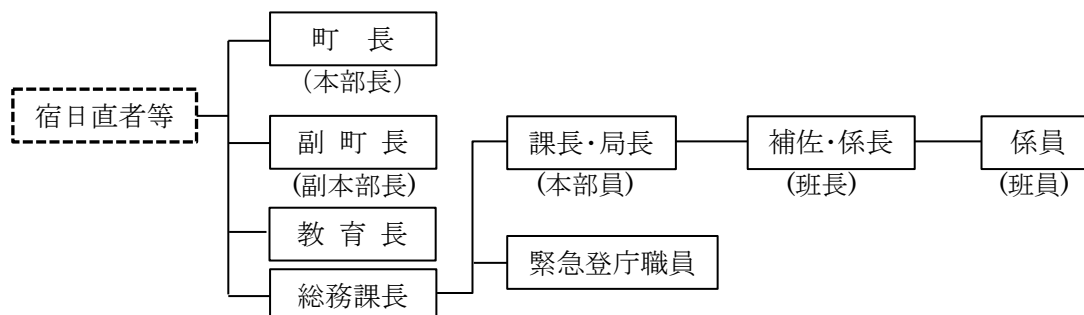 町　長
(本部長)
宿日直者等
副 町 長
(副本部長)
課長・局長
(本部員)
補佐・係長
(班長)
係員
(班員)
教 育 長
緊急登庁職員
総務課長